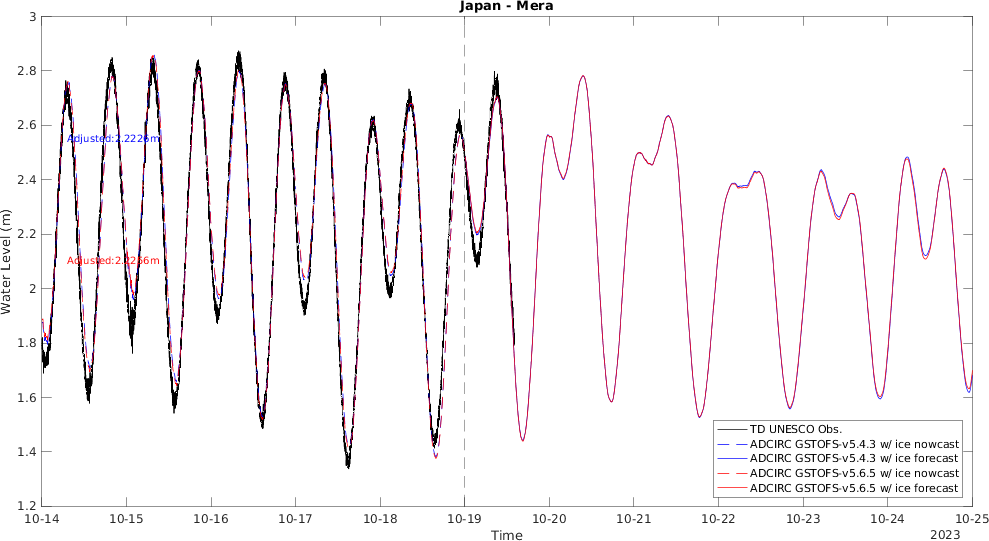 Japan - Mera
3
2.8
2.6
2.4
2.2
2
1.8
1.6
1.4
1.2
Water Level (m)
Adjusted:2.2226m
Adjusted:2.2256m
10-14
10-15
10-16
10-17
10-18
10-19
10-20
10-21
10-22
10-23
10-24
10-25
Time
2023
TD UNESCO Obs.
ADCIRC GSTOFS-v5.4.3 w/ ice nowcast
ADCIRC GSTOFS-v5.4.3 w/ ice forecast
ADCIRC GSTOFS-v5.6.5 w/ ice nowcast
ADCIRC GSTOFS-v5.6.5 w/ ice forecast